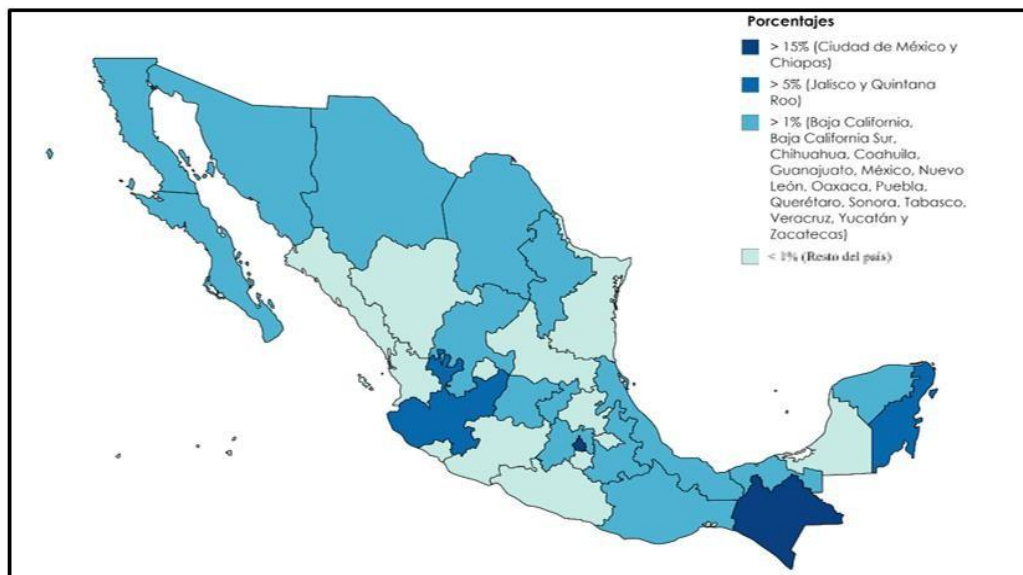 Porcentajes
> 15% (Ciudad de México y
Chiapas)
> 5% (Jalisco y Quintana
Roo)
> 1% (Baja California,
Baja California Sur,
Chihuahua, Coahuila,
Guanajuato, México, Nuevo
León, Oaxaca, Puebla,
Querétaro, Sonora, Tabasco,
Veracruz, Yucatán y
Zacatecas)
< 1% (Resto del país)